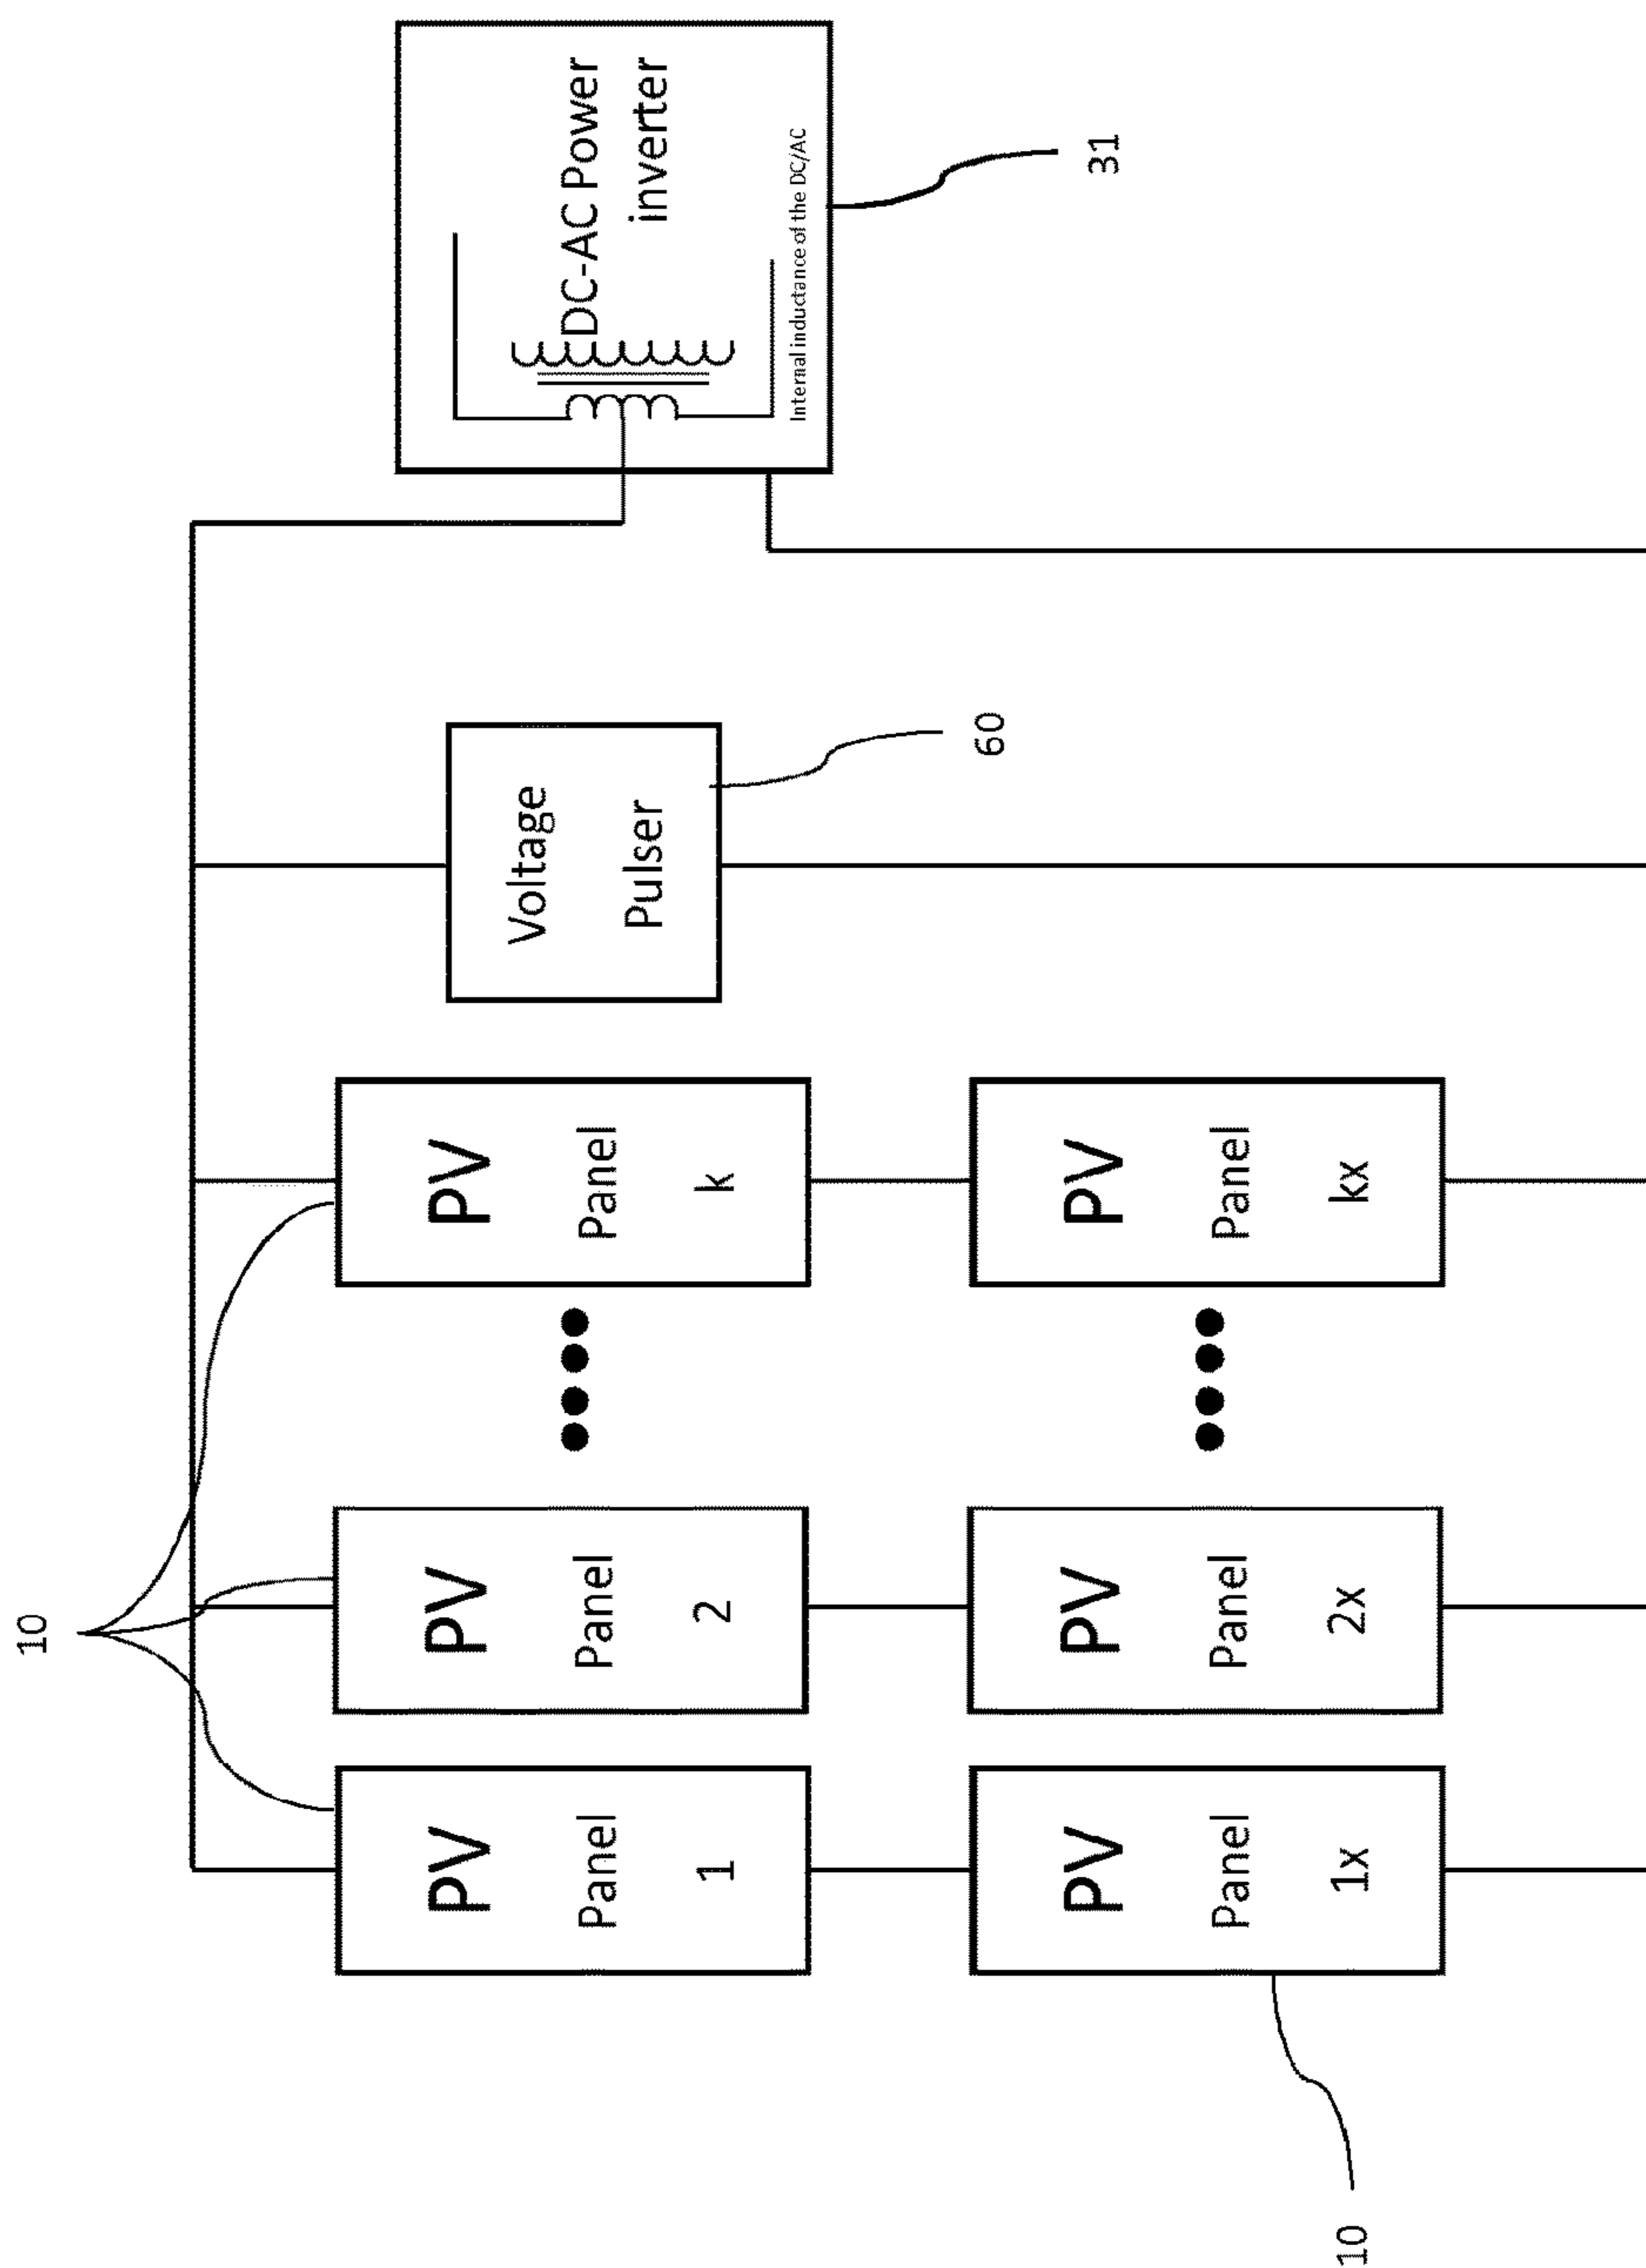 10
PV
Panel
1
PV
Panel
2
PV
Panel
k
Voltage
Pulser
60
DC-AC Power
inverter
Internal inductance of the DC/AC
31
10
PV
Panel
1x
PV
Panel
2x
PV
Panel
kx